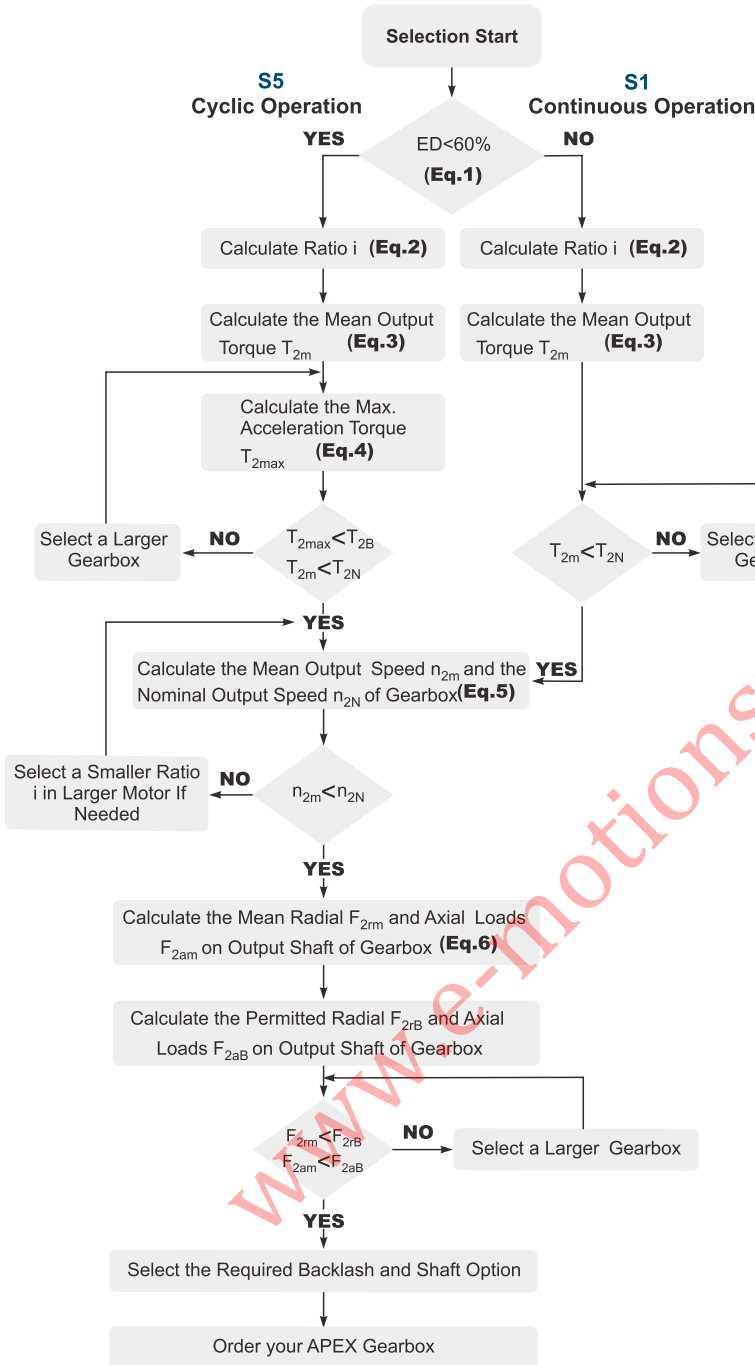 Selection Start
S5
Cyclic Operation
S1
Continuous Operation
YES
ED<60%
(Eq.1)
NO
Calculate Ratio i (Eq.2)
Calculate Ratio i (Eq.2)
Calculate the Mean Output
Torque T2m (Eq.3)
Calculate the Mean Output
Torque T2m (Eq.3)
Calculate the Max.
Acceleration Torque
T2max (Eq.4)
Select a Larger
Gearbox
NO
T2max<T2B
T2m<T2N
T2m<T2N
NO
Select
Ge
YES
Calculate the Mean Output Speed n2m and the
Nominal Output Speed n2N of Gearbox(Eq.5)
YES
Select a Smaller Ratio
i in Larger Motor If
Needed
NO
n2m<n2N
YES
Calculate the Mean Radial F2rm and Axial Loads
F2am on Output Shaft of Gearbox (Eq.6)
Calculate the Permitted Radial F2rB and Axial
Loads F2aB on Output Shaft of Gearbox
F2rm<F2rB
F2am<F2aB
NO
Select a Larger Gearbox
YES
Select the Required Backlash and Shaft Option
Order your APEX Gearbox
www.e-motions